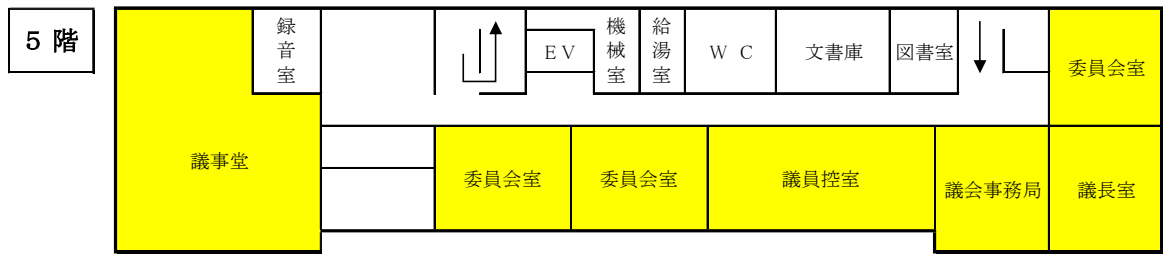 5 階
録音室
EV
機械室
給湯室
W C
文書庫
図書室
委員会室
議事堂
委員会室
委員会室
議員控室
議会事務局
議長室